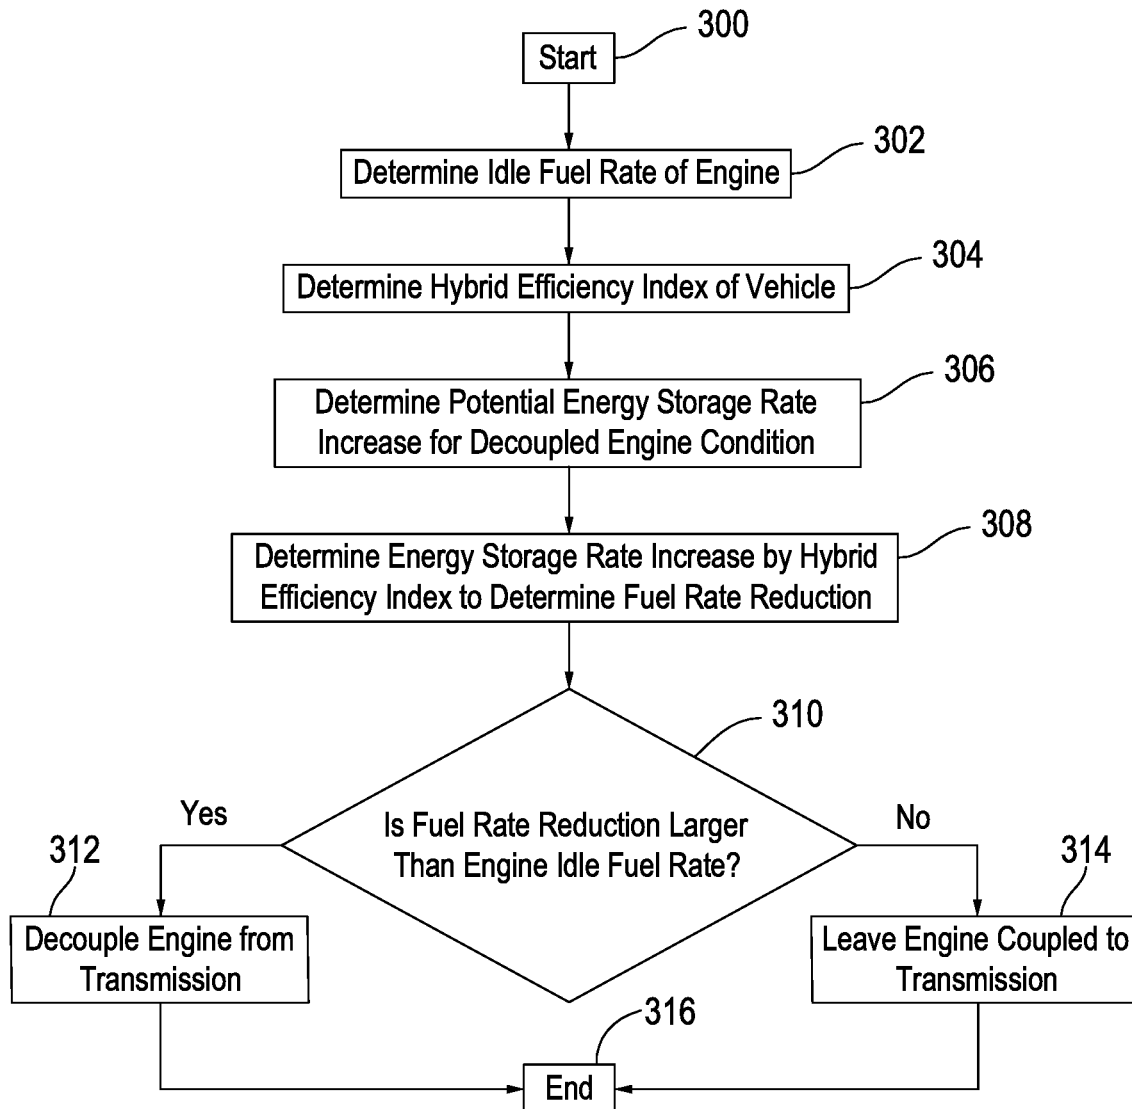 300
Start
302
Determine Idle Fuel Rate of Engine
304
Determine Hybrid Efficiency Index of Vehicle
306
Determine Potential Energy Storage Rate
Increase for Decoupled Engine Condition
308
Determine Energy Storage Rate Increase by Hybrid
Efficiency Index to Determine Fuel Rate Reduction
310
Is Fuel Rate Reduction Larger
Than Engine Idle Fuel Rate?
Yes
No
312
Decouple Engine from
Transmission
314
Leave Engine Coupled to
Transmission
316
End